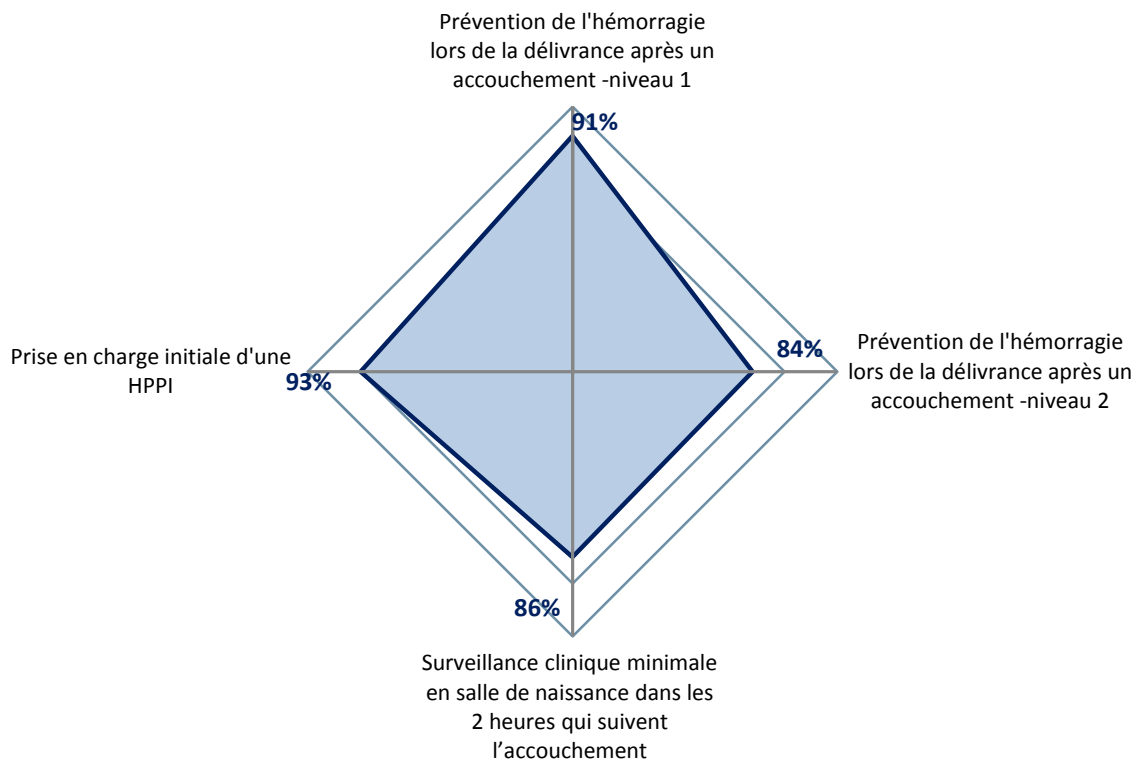 Prévention de l'hémorragie
lors de la délivrance après un
accouchement -niveau 1
91%
84%
Prévention de l'hémorragie
lors de la délivrance après un
accouchement -niveau 2
Prise en charge initiale d'une
HPPI
93%
86%
Surveillance clinique minimale
en salle de naissance dans les
2 heures qui suivent
l’accouchement